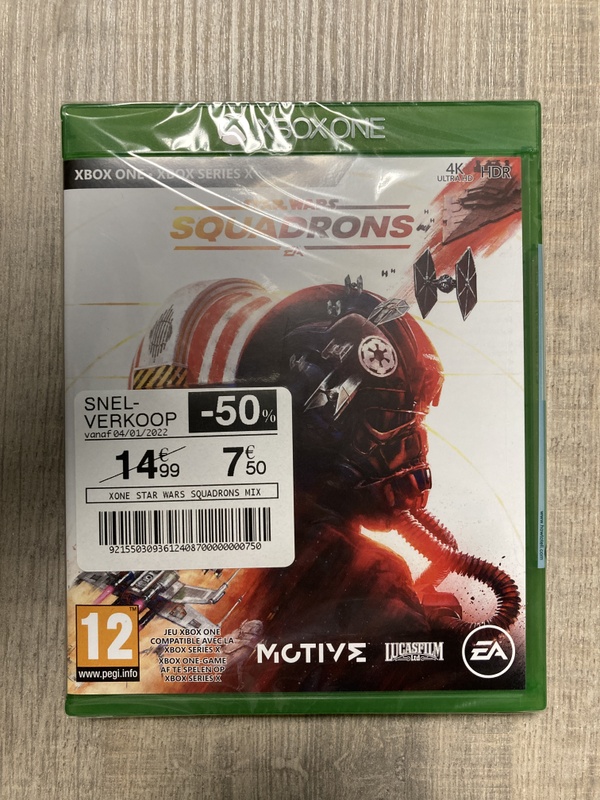 XBOX ONE
XBOX ONE • XBOX SERIES X
4K
ULTRA HD
HDR
STAR WARS
SQUADRONS
EA
SNEL-
VERKOOP
-50%
vanaf 04/01/2022
14€99
7€50
XONE STAR WARS SQUADRONS MIX
92155030936124087000000000750
12
www.pegi.info
JEU XBOX ONE
COMPATIBLE AVEC LA
XBOX SERIES X
XBOX ONE-GAME
AF TE SPELEN OP
XBOX SERIES X
MOTIVE
LUCASFILM
Ltd
EA